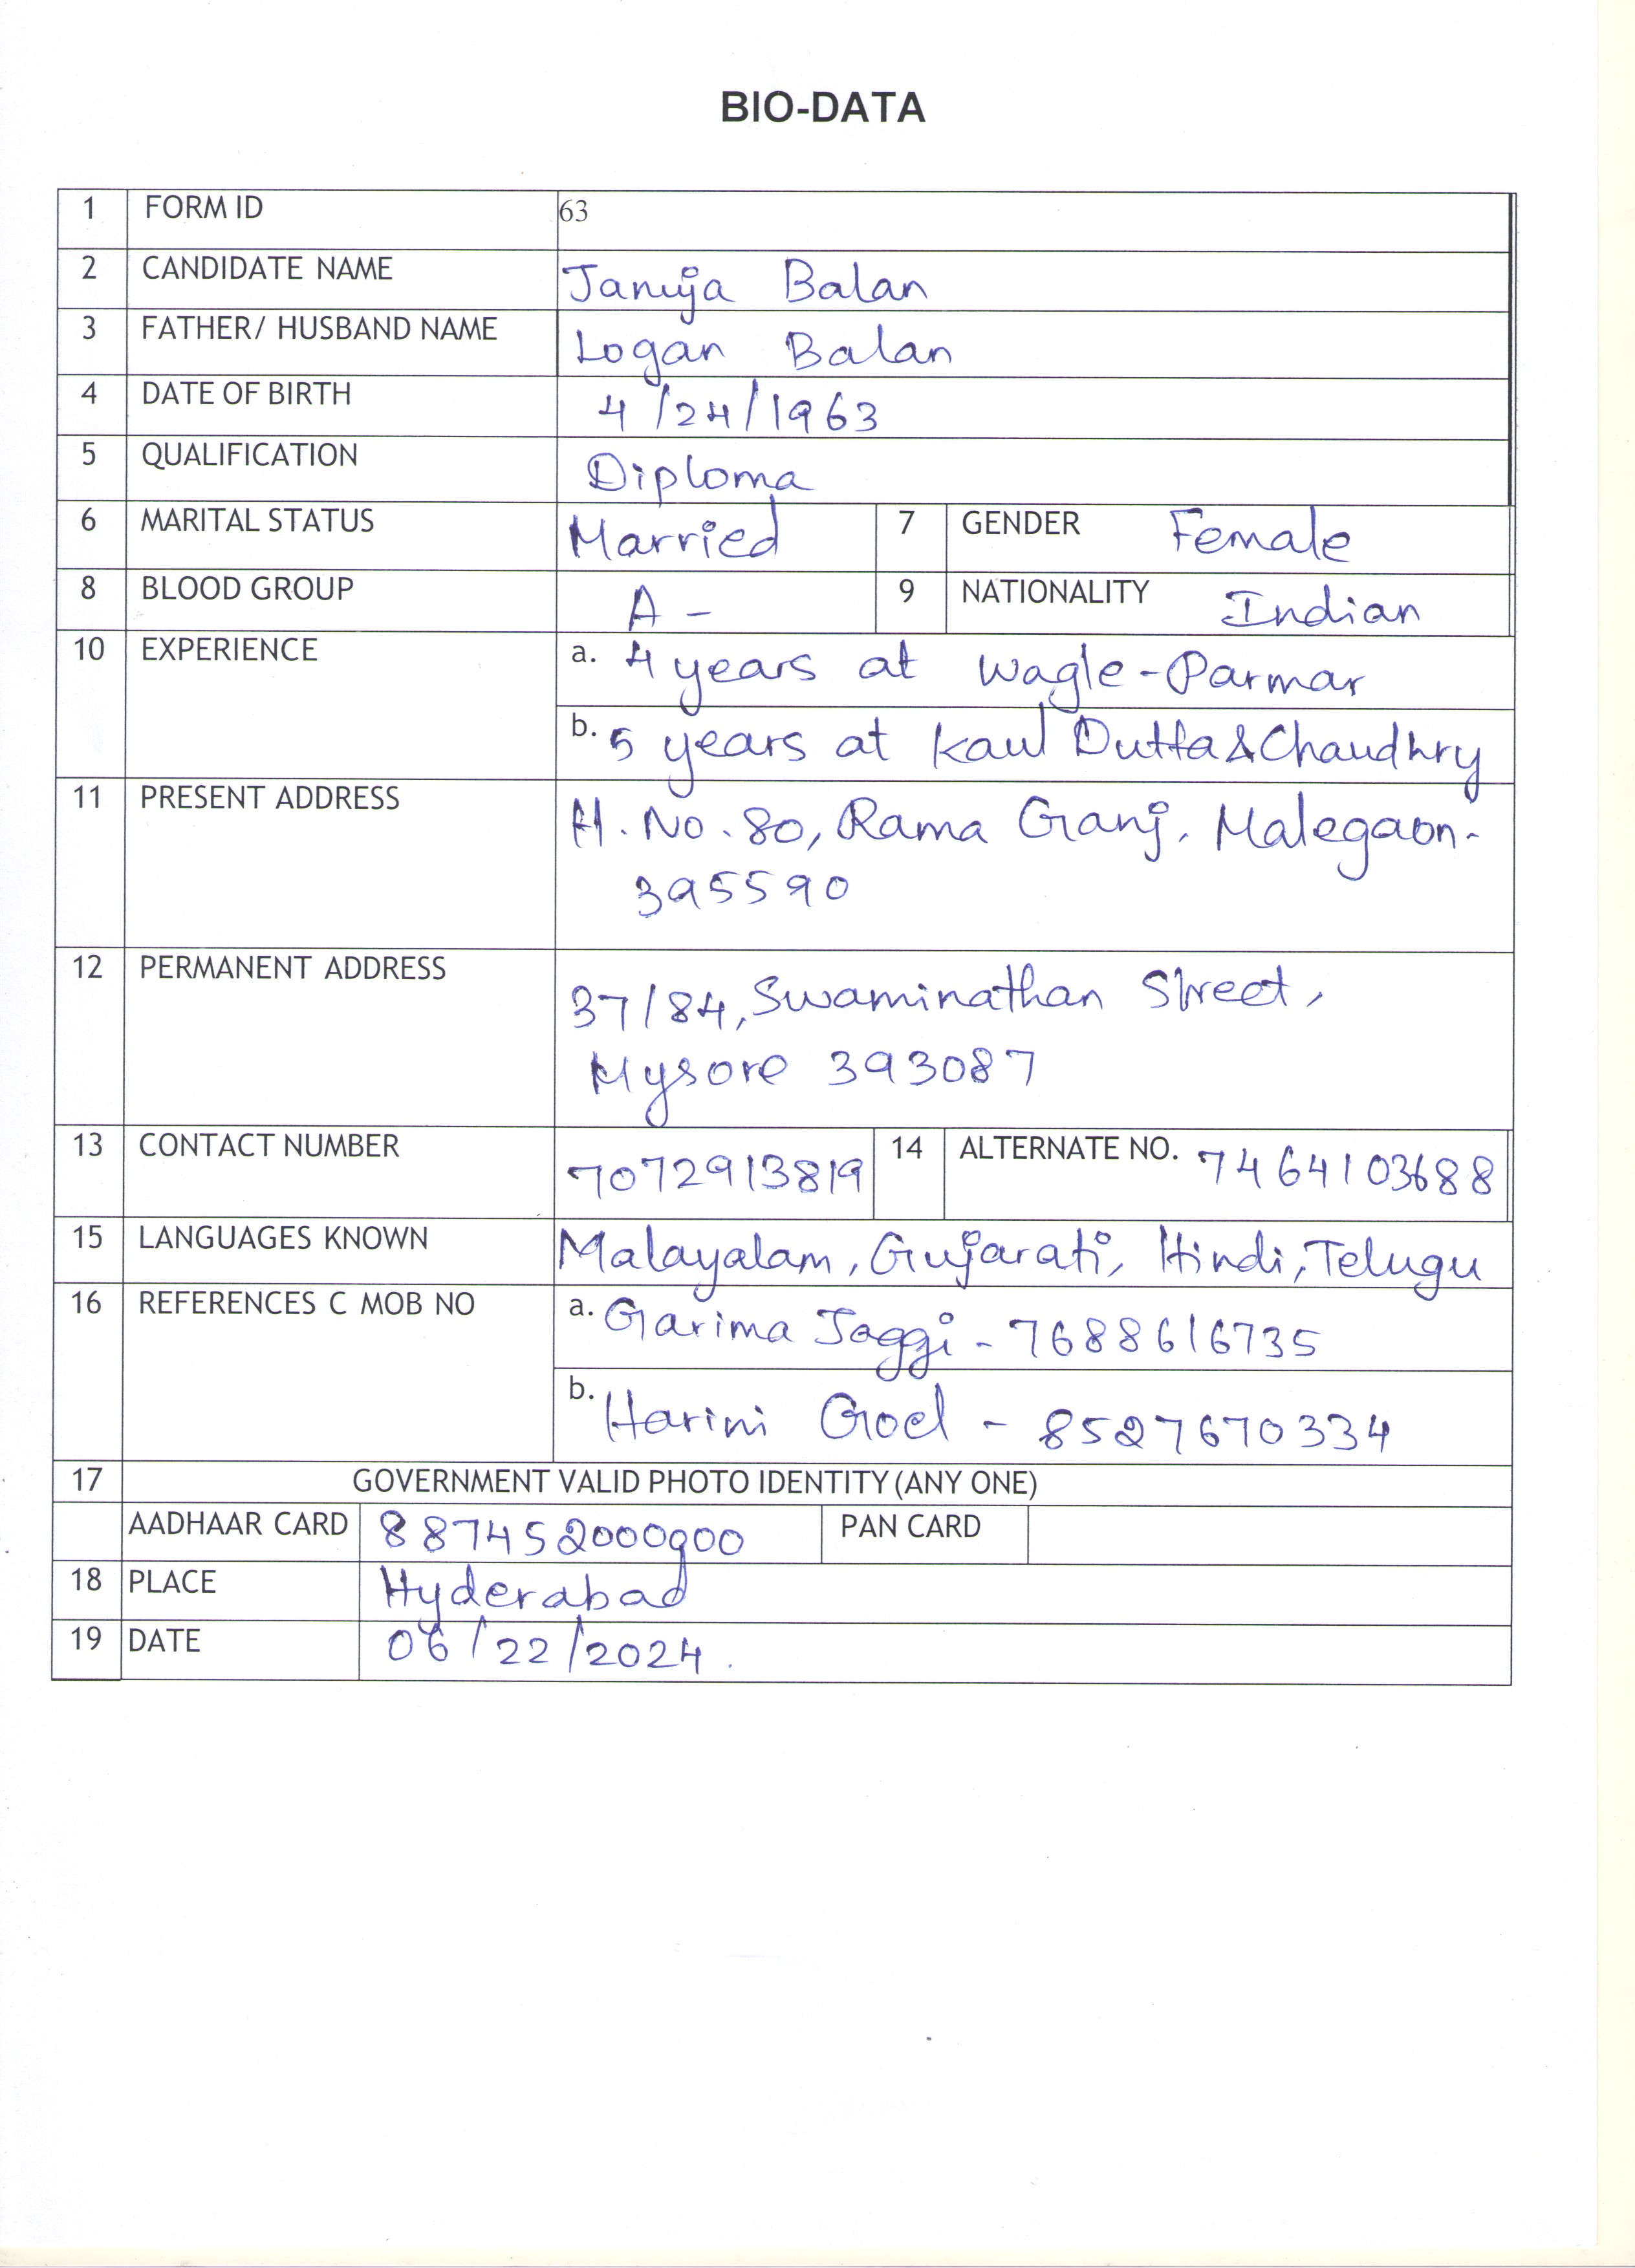 BIO-DATA
1 FORM ID 63
2 CANDIDATE NAME Janija Balan
3 FATHER/ HUSBAND NAME Logan Balan
4 DATE OF BIRTH 4/24/1963
5 QUALIFICATION Diploma
6 MARITAL STATUS Married 7 GENDER Female
8 BLOOD GROUP A- 9 NATIONALITY Indian
10 EXPERIENCE a. 4 years at Wagle-Parmar
b. 5 years at Kaul Dutta & Chaudhry
11 PRESENT ADDRESS H. No. 80, Rama Ganj, Malegaon-
395590
12 PERMANENT ADDRESS 37/84, Swaminathan Street,
Mysore 393087
13 CONTACT NUMBER 7072913819 14 ALTERNATE NO. 7464103688
15 LANGUAGES KNOWN Malayalam, Gujarati, Hindi, Telugu
16 REFERENCES C MOB NO a. Garima Jaggi - 7688616735
b. Harini Goel - 8527670334
17 GOVERNMENT VALID PHOTO IDENTITY (ANY ONE)
AADHAAR CARD 887452000900 PAN CARD
18 PLACE Hyderabad
19 DATE 06/22/2024.